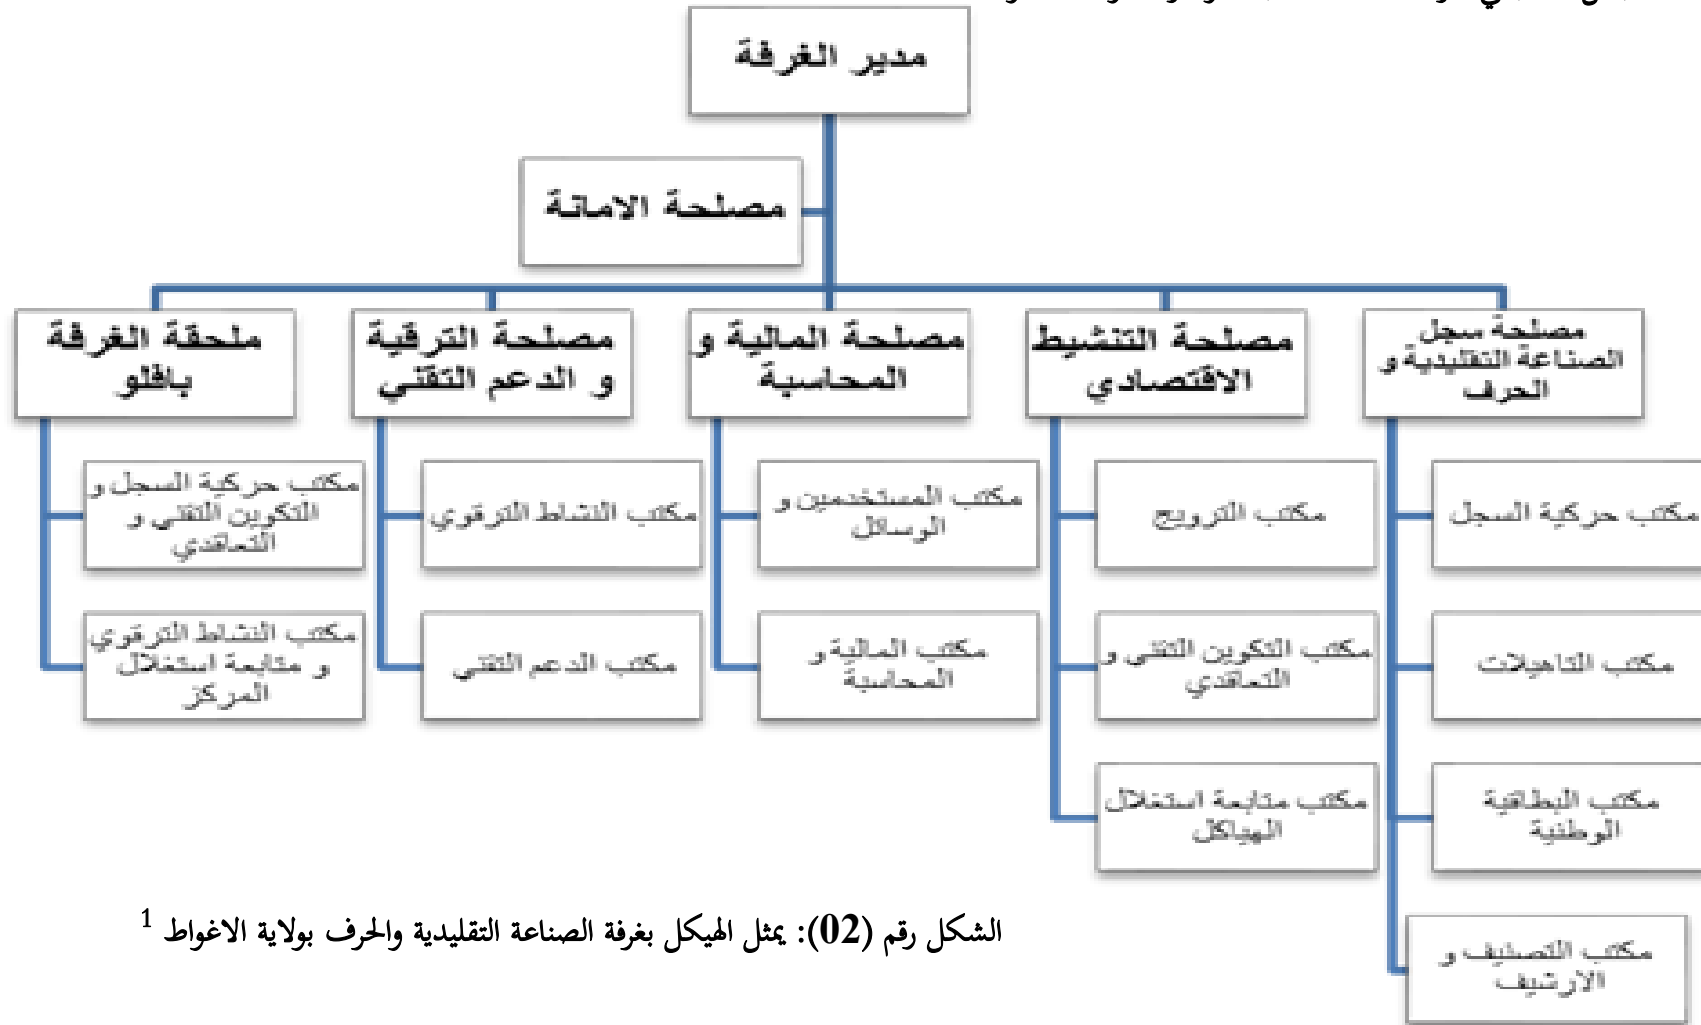 مدير الغرفة
مصلحة الامانة
مصلحة سجل
الصناعة التقليدية و
الحرف
مصلحة التنشيط
الاقتصادي
مصلحة المالية و
المحاسبة
مصلحة الترقية
و الدعم التقني
ملحقة الغرفة
بافلو
مكتب حركية السجل
مكتب الترويج
مكتب المستخدمين و
الوسائل
مكتب النشاط الترقوي
مكتب حركية السجل و
التكوين التقني و
التعاقدي
مكتب التاهيلات
مكتب التكوين التقني و
التعاقدي
مكتب المالية و
المحاسبة
مكتب الدعم التقني
مكتب النشاط الترقوي
و متابعة استغلال
المركز
مكتب البطاقية
الوطنية
مكتب متابعة استغلال
الهياكل
مكتب التصنيف و
الارشيف
الشكل رقم (02): يمثل الهيكل بغرفة الصناعة التقليدية والحرف بولاية الاغواط 1